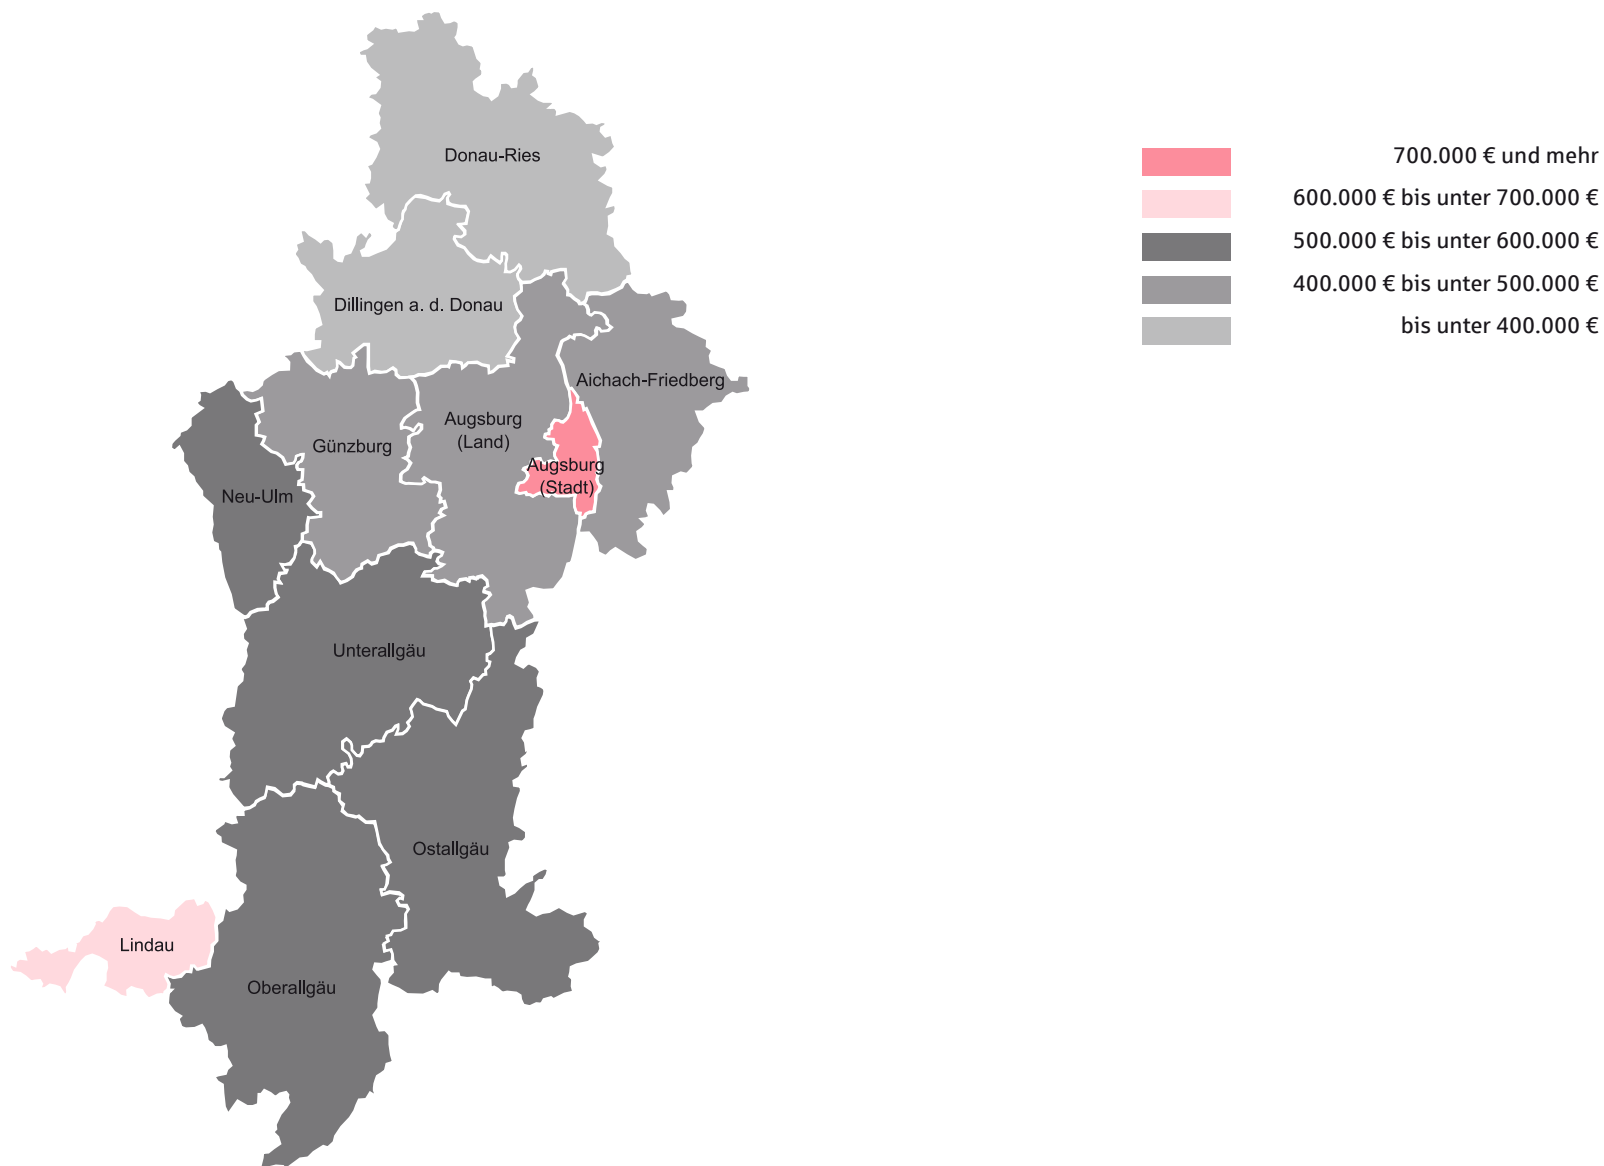 Donau-Ries
Dillingen a. d. Donau
Aichach-Friedberg
Augsburg
(Land)
Günzburg
Augsburg
(Stadt)
Neu-Ulm
Unterallgäu
Ostallgäu
Lindau
Oberallgäu
700.000 € und mehr
600.000 € bis unter 700.000 €
500.000 € bis unter 600.000 €
400.000 € bis unter 500.000 €
bis unter 400.000 €